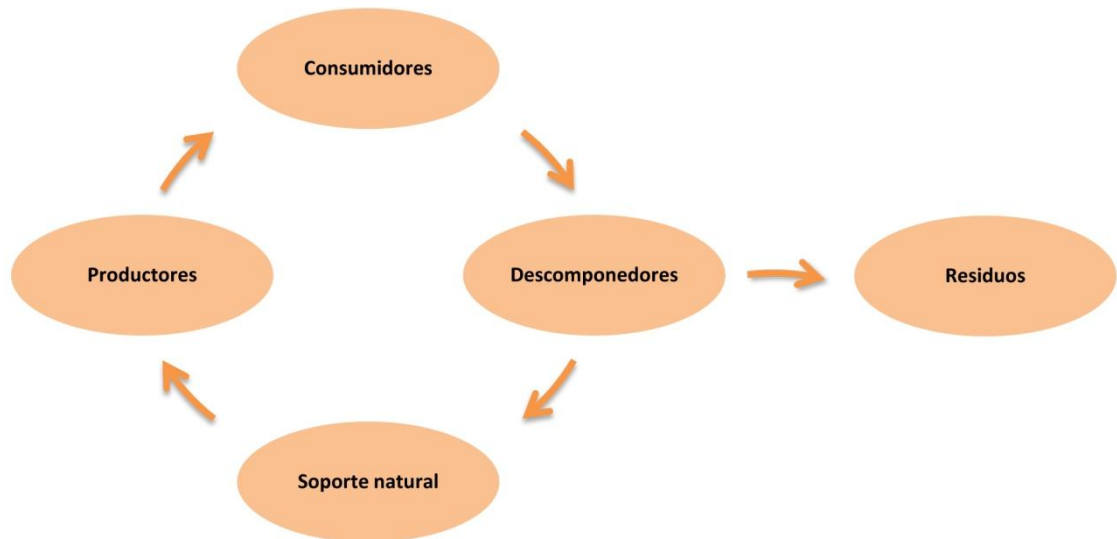 Consumidores
Productores
Descomponedores
Residuos
Soporte natural